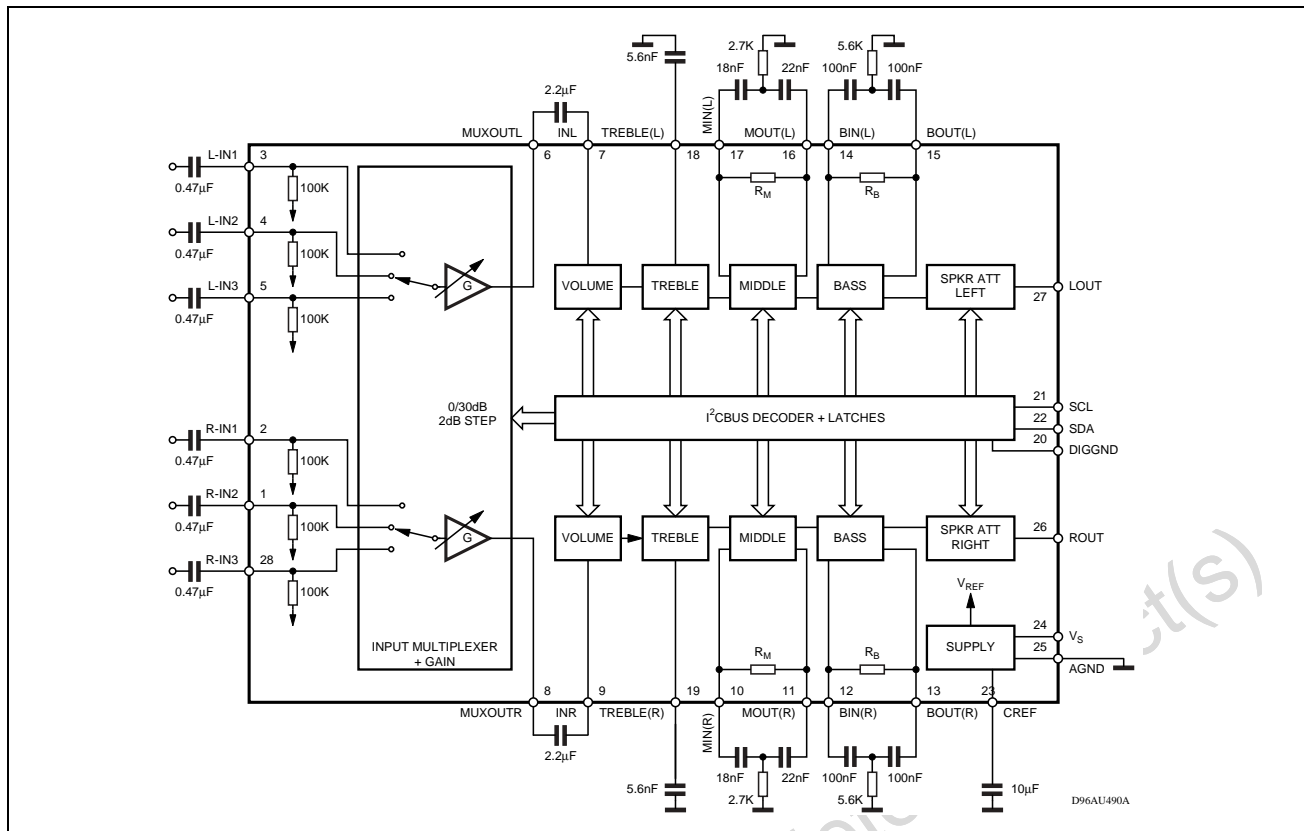 5.6nF
2.7K
18nF 22nF
5.6K
100nF 100nF
2.2µF
MUXOUTL INL TREBLE(L) MIN(L) MOUT(L) BIN(L) BOUT(L)
6 7 18 17 16 14 15
L-IN1 3
0.47µF 100K
RM RB
L-IN2 4
0.47µF 100K
L-IN3 5
0.47µF 100K
G
VOLUME TREBLE MIDDLE BASS SPKR ATT LEFT 27 LOUT
0/30dB
2dB STEP
I²CBUS DECODER + LATCHES
21 SCL
22 SDA
20 DIGGND
R-IN1 2
0.47µF 100K
R-IN2 1
0.47µF 100K
R-IN3 28
0.47µF 100K
G
VOLUME TREBLE MIDDLE BASS SPKR ATT RIGHT 26 ROUT
VREF
INPUT MULTIPLEXER
+ GAIN
RM RB
SUPPLY
24 VS
25 AGND
8 9 19 10 11 12 13 23
MUXOUTR INR TREBLE(R) MIN(R) MOUT(R) BIN(R) BOUT(R) CREF
2.2µF
5.6nF
18nF 22nF
2.7K
100nF 100nF
5.6K
10µF
D96AU490A